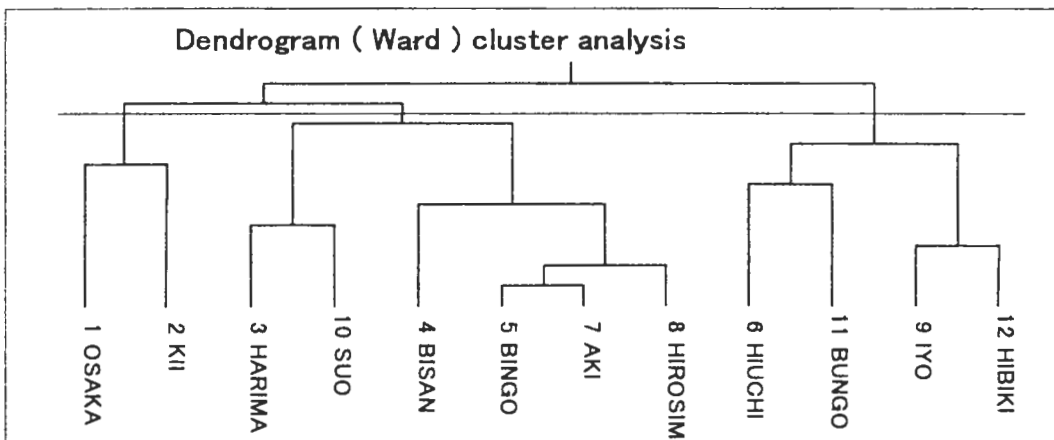 Dendrogram ( Ward ) cluster analysis
1 OSAKA
2 KII
3 HARIMA
10 SUO
4 BISAN
5 BINGO
7 AKI
8 HIROSIM
6 HIUCHI
11 BUNGO
9 IYO
12 HIBIKI